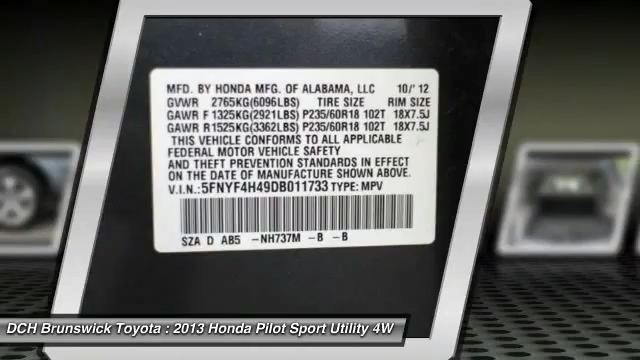 MFD. BY HONDA MFG. OF ALABAMA, LLC 10/'12
GVWR 2765KG(6096LBS) TIRE SIZE RIM SIZE
GAWR F 1325KG(2921LBS) P235/60R18 102T 18X7.5J
GAWR R1525KG(3362LBS) P235/60R18 102T 18X7.5J
THIS VEHICLE CONFORMS TO ALL APPLICABLE
FEDERAL MOTOR VEHICLE SAFETY
AND THEFT PREVENTION STANDARDS IN EFFECT
ON THE DATE OF MANUFACTURE SHOWN ABOVE.
V.I.N.:5FNYF4H49DB011733 TYPE: MPV
SZA D AB5 -NH737M -B -B
DCH Brunswick Toyota : 2013 Honda Pilot Sport Utility 4W